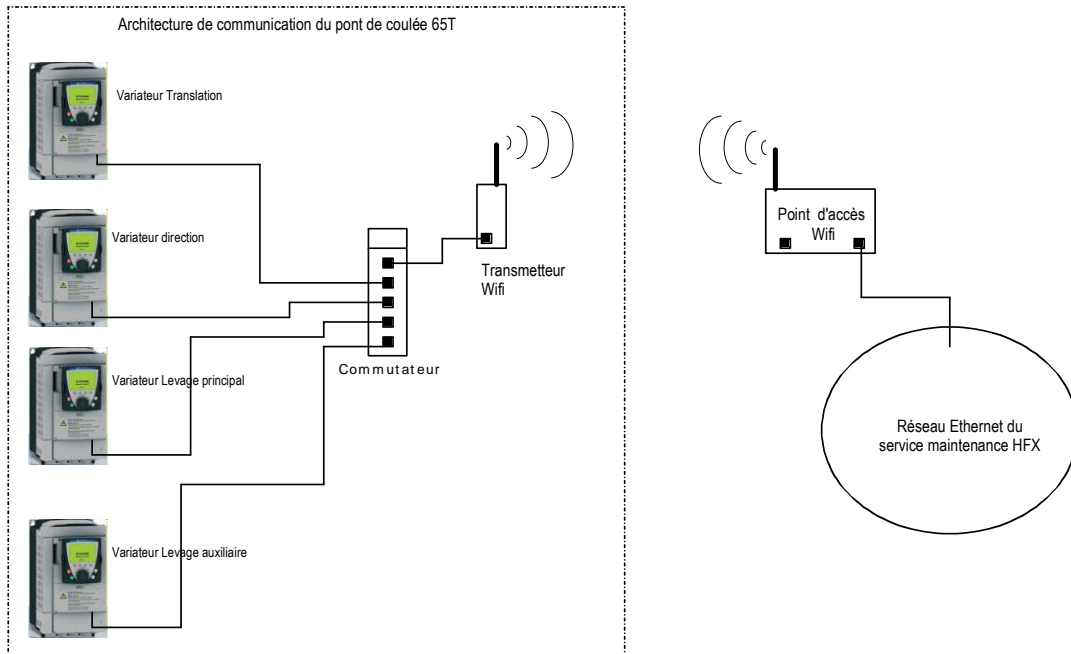 Architecture de communication du pont de coulée 65T
Variateur Translation
Variateur direction
Variateur Levage principal
Variateur Levage auxiliaire
Commutateur
Transmetteur
Wifi
Point d'accès
Wifi
Réseau Ethernet du
service maintenance HFX